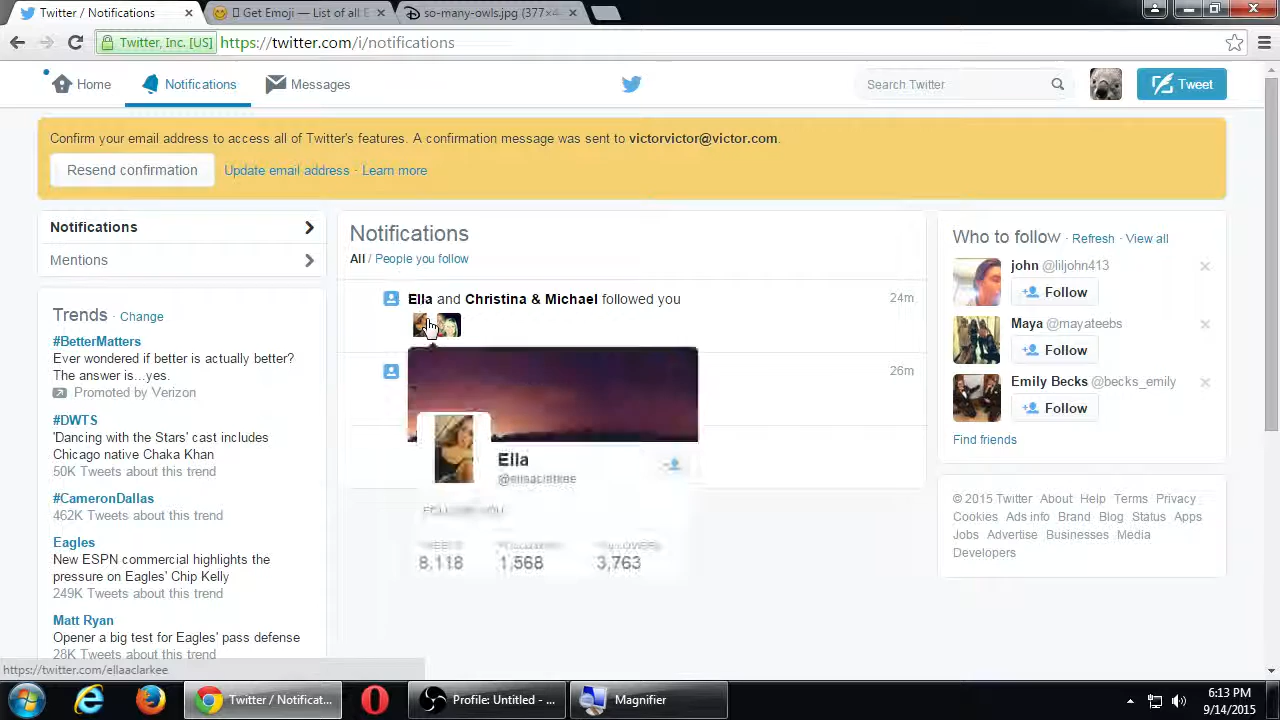 Twitter / Notifications
Get Emoji — List of all E
so-many-owls.jpg (377×4
Twitter, Inc. [US]
https://twitter.com/i/notifications
Home
Notifications
Messages
Search Twitter
Tweet
Confirm your email address to access all of Twitter's features. A confirmation message was sent to victorvictor@victor.com.
Resend confirmation
Update email address · Learn more
Notifications
Mentions
Trends · Change
#BetterMatters
Ever wondered if better is actually better?
The answer is...yes.
Promoted by Verizon
#DWTS
'Dancing with the Stars' cast includes
Chicago native Chaka Khan
50K Tweets about this trend
#CameronDallas
462K Tweets about this trend
Eagles
New ESPN commercial highlights the
pressure on Eagles' Chip Kelly
249K Tweets about this trend
Matt Ryan
Opener a big test for Eagles' pass defense
28K Tweets about this trend
Notifications
All / People you follow
Ella and Christina & Michael followed you
24m
26m
Ella
@ellaaclarkee
FOLLOWS YOU
TWEETS
FOLLOWING
FOLLOWERS
8,118
1,568
3,763
Who to follow · Refresh · View all
john @liljohn413
Follow
Maya @mayateebs
Follow
Emily Becks @becks_emily
Follow
Find friends
© 2015 Twitter About Help Terms Privacy
Cookies Ads info Brand Blog Status Apps
Jobs Advertise Businesses Media
Developers
https://twitter.com/ellaaclarkee
Twitter / Notificat...
Profile: Untitled - ...
Magnifier
6:13 PM
9/14/2015